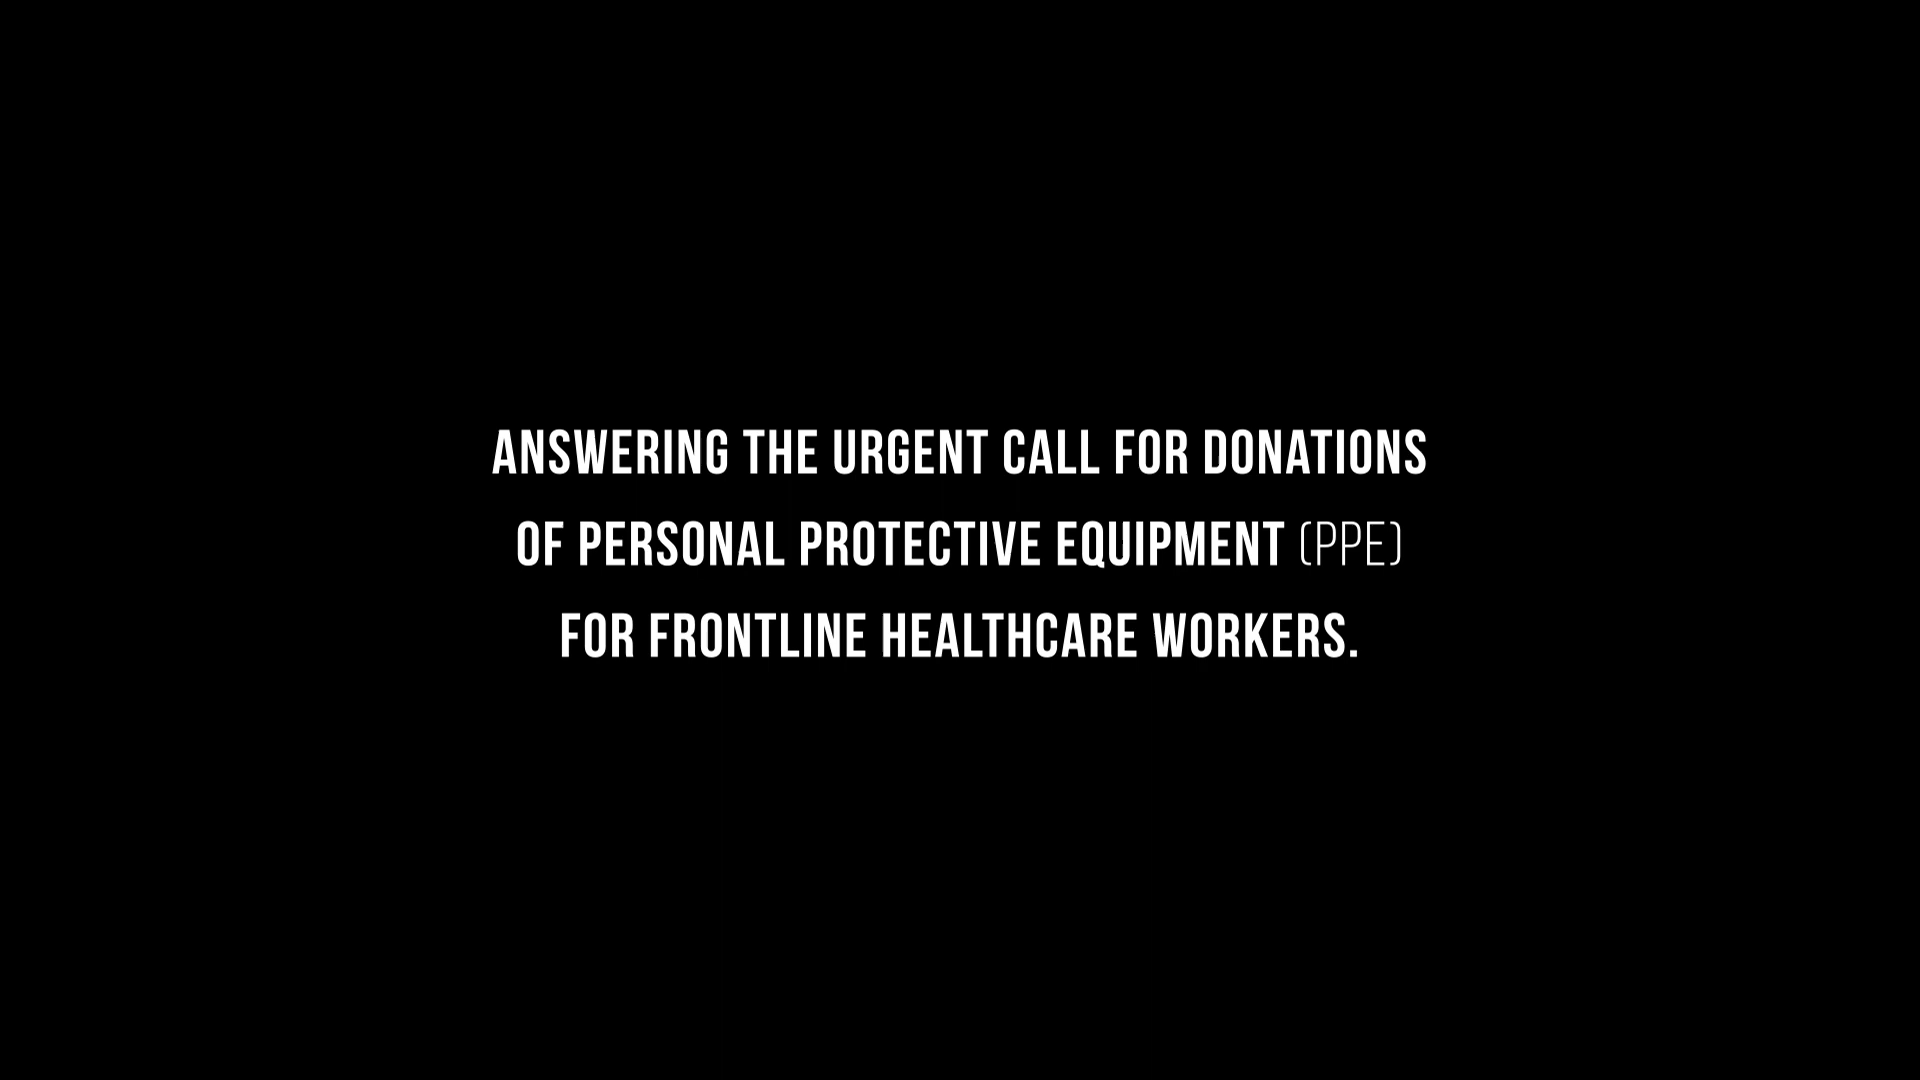 ANSWERING THE URGENT CALL FOR DONATIONS
OF PERSONAL PROTECTIVE EQUIPMENT (PPE)
FOR FRONTLINE HEALTHCARE WORKERS.